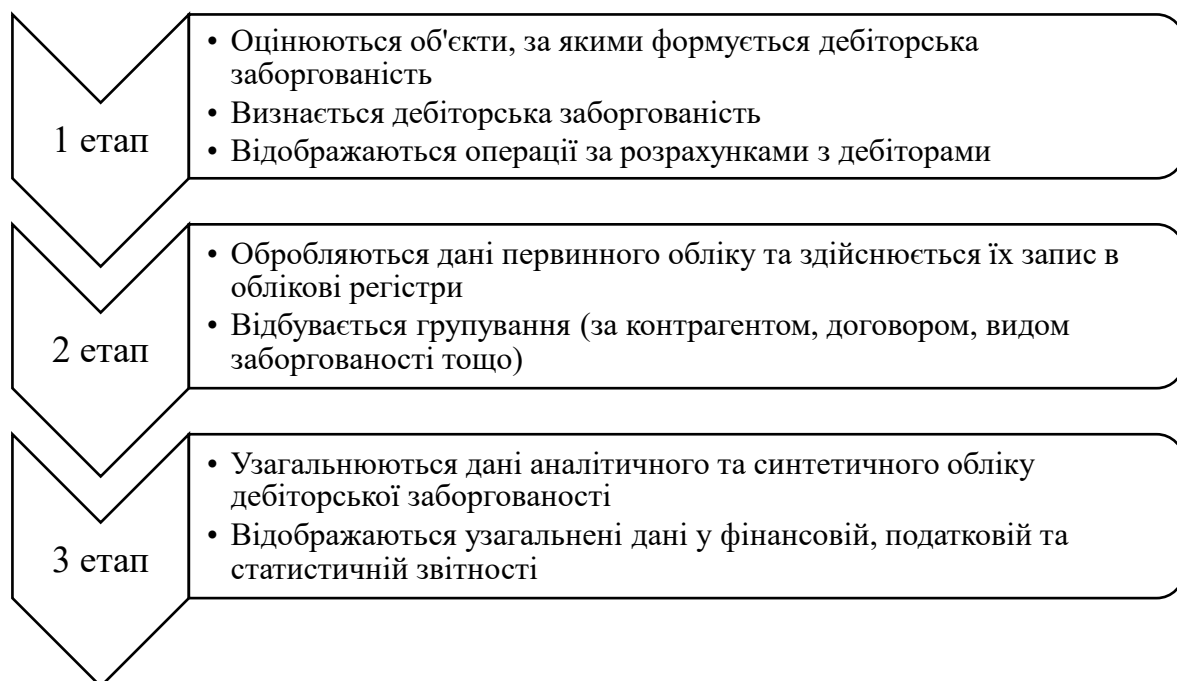 1 етап
• Оцінюються об'єкти, за якими формується дебіторська
заборгованість
• Визнається дебіторська заборгованість
• Відображаються операції за розрахунками з дебіторами
2 етап
• Обробляються дані первинного обліку та здійснюється їх запис в
облікові регістри
• Відбувається групування (за контрагентом, договором, видом
заборгованості тощо)
3 етап
• Узагальнюються дані аналітичного та синтетичного обліку
дебіторської заборгованості
• Відображаються узагальнені дані у фінансовій, податковій та
статистичній звітності